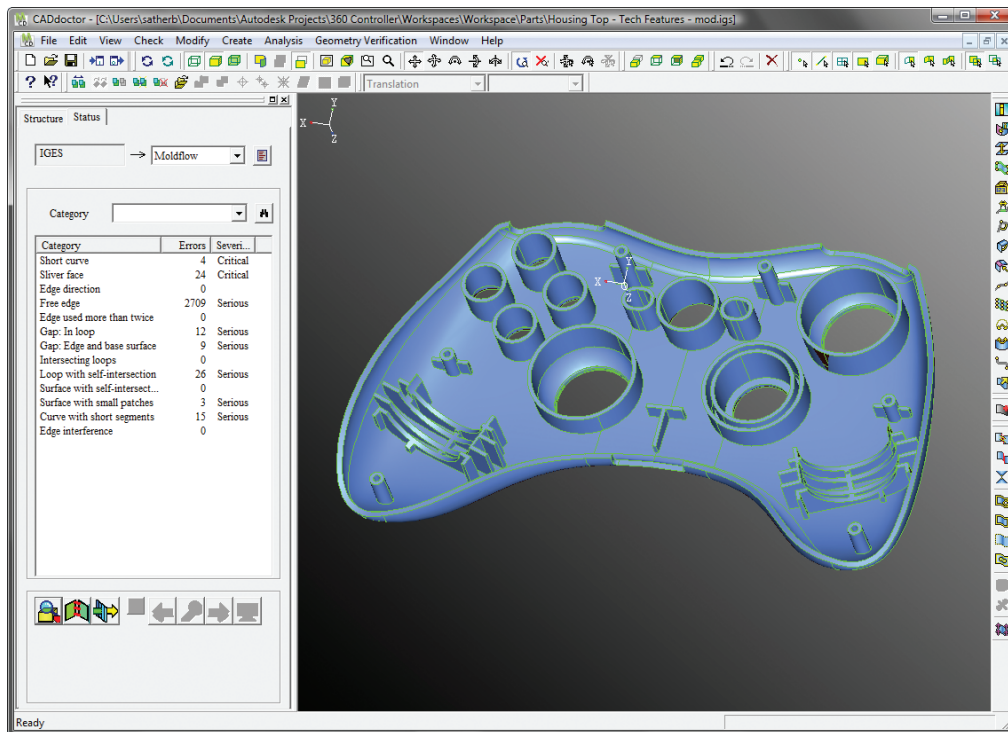 CADdoctor - [C:\Users\satherb\Documents\Autodesk Projects\360 Controller\Workspaces\Workspace\Parts\Housing Top - Tech Features - mod.igs]
File Edit View Check Modify Create Analysis Geometry Verification Window Help
Translation
Structure Status
IGES → Moldflow
Category
Category Errors Severi...
Short curve 4 Critical
Sliver face 24 Critical
Edge direction 0
Free edge 2709 Serious
Edge used more than twice 0
Gap: In loop 12 Serious
Gap: Edge and base surface 9 Serious
Intersecting loops 0
Loop with self-intersection 26 Serious
Surface with self-intersect... 0
Surface with small patches 3 Serious
Curve with short segments 15 Serious
Edge interference 0
Y
X
Z
Y
X
Z
Ready